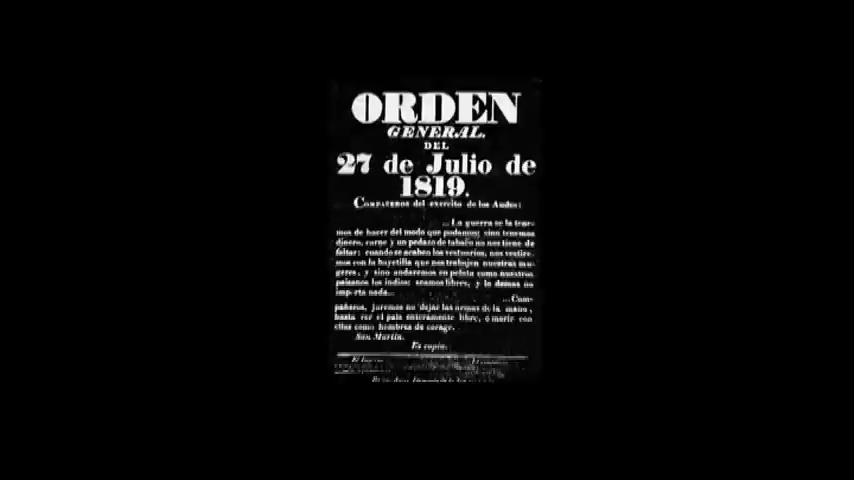 ORDEN
GENERAL.
DEL
27 de Julio de
1819.
COMPAÑEROS del exercito de los Andes:
...La guerra se la tene-
mos de hacer del modo que podamos; sino tenemos
dinero, carne y un pedazo de tabaco no nos tiene de
faltar: cuando se acaben los vestuarios, nos vestire-
mos con la bayetilla que nos trabajen nuestras mu-
geres, y sino andaremos en pelota como nuestros
paisanos los indios: seamos libres, y lo demas no
importa nada...
...Com-
pañeros, juremos no dejar las armas de la mano,
hasta ver el pais enteramente libre, ó morir con
ellas como hombres de corage.
San Martin.
Es copia.